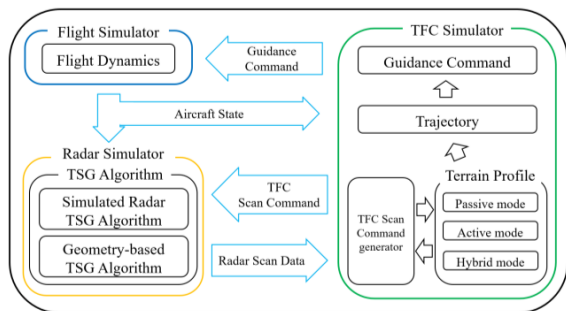 Flight Simulator
Flight Dynamics
Guidance
Command
TFC Simulator
Guidance Command
Aircraft State
Trajectory
Radar Simulator
TSG Algorithm
Simulated Radar
TSG Algorithm
Geometry-based
TSG Algorithm
TFC
Scan Command
Radar Scan Data
TFC Scan
Command
generator
Terrain Profile
Passive mode
Active mode
Hybrid mode